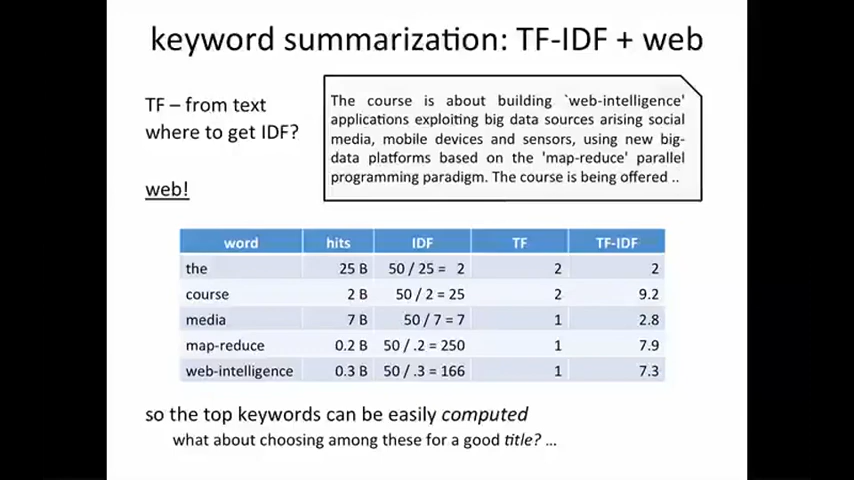 keyword summarization: TF-IDF + web
TF – from text
where to get IDF?
web!
The course is about building `web-intelligence'
applications exploiting big data sources arising social
media, mobile devices and sensors, using new big-
data platforms based on the 'map-reduce' parallel
programming paradigm. The course is being offered ..
word hits IDF TF TF-IDF
the 25 B 50 / 25 = 2 2 2
course 2 B 50 / 2 = 25 2 9.2
media 7 B 50 / 7 = 7 1 2.8
map-reduce 0.2 B 50 / .2 = 250 1 7.9
web-intelligence 0.3 B 50 / .3 = 166 1 7.3
so the top keywords can be easily computed
what about choosing among these for a good title? ...